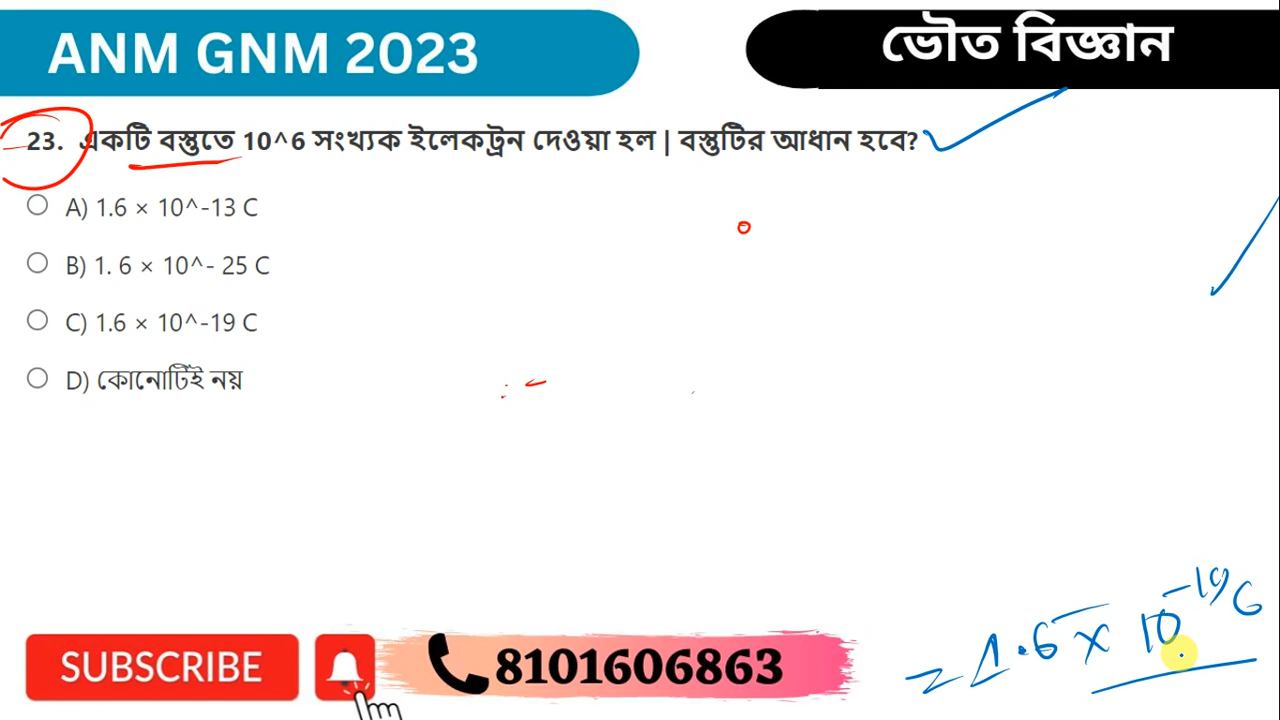 ANM GNM 2023
ভৌত বিজ্ঞান
23. একটি বস্তুতে 10^6 সংখ্যক ইলেকট্রন দেওয়া হল | বস্তুটির আধান হবে?
A) 1.6 × 10^-13 C
B) 1. 6 × 10^- 25 C
C) 1.6 × 10^-19 C
D) কোনোটিই নয়
= 1.6 × 10^-19 C
SUBSCRIBE
8101606863